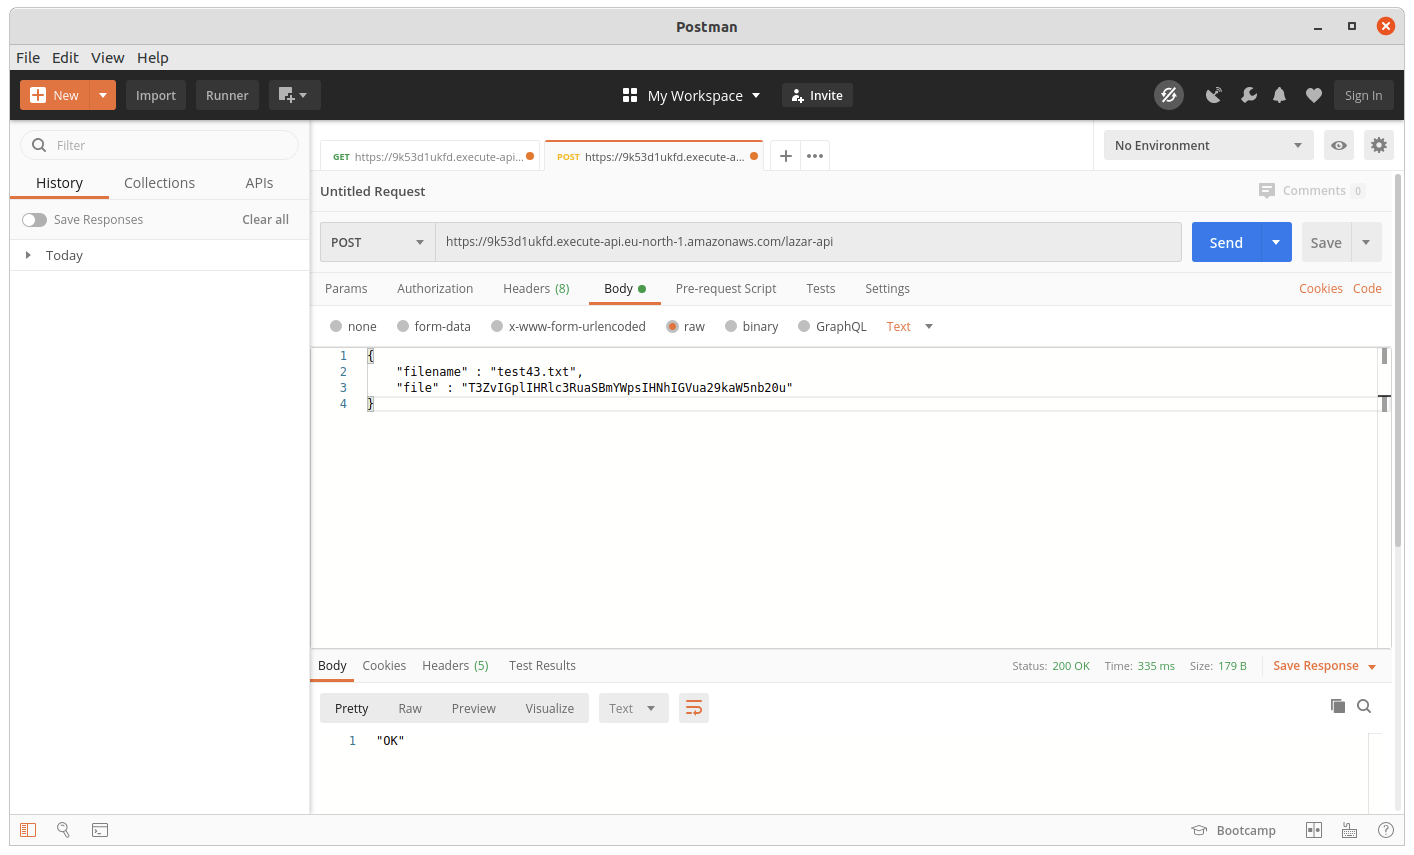 Postman
File Edit View Help
New Import Runner My Workspace Invite Sign In
Filter
History Collections APIs
Save Responses Clear all
Today
GET https://9k53d1ukfd.execute-api... POST https://9k53d1ukfd.execute-a... + ••• No Environment
Untitled Request Comments 0
POST https://9k53d1ukfd.execute-api.eu-north-1.amazonaws.com/lazar-api Send Save
Params Authorization Headers (8) Body Pre-request Script Tests Settings Cookies Code
none form-data x-www-form-urlencoded raw binary GraphQL Text
1 {
2 "filename" : "test43.txt",
3 "file" : "T3ZvIGplIHRlc3RuaSBmYWpsIHNhIGVua29kaW5nb20u"
4 }
Body Cookies Headers (5) Test Results Status: 200 OK Time: 335 ms Size: 179 B Save Response
Pretty Raw Preview Visualize Text
1 "OK"
Bootcamp ?